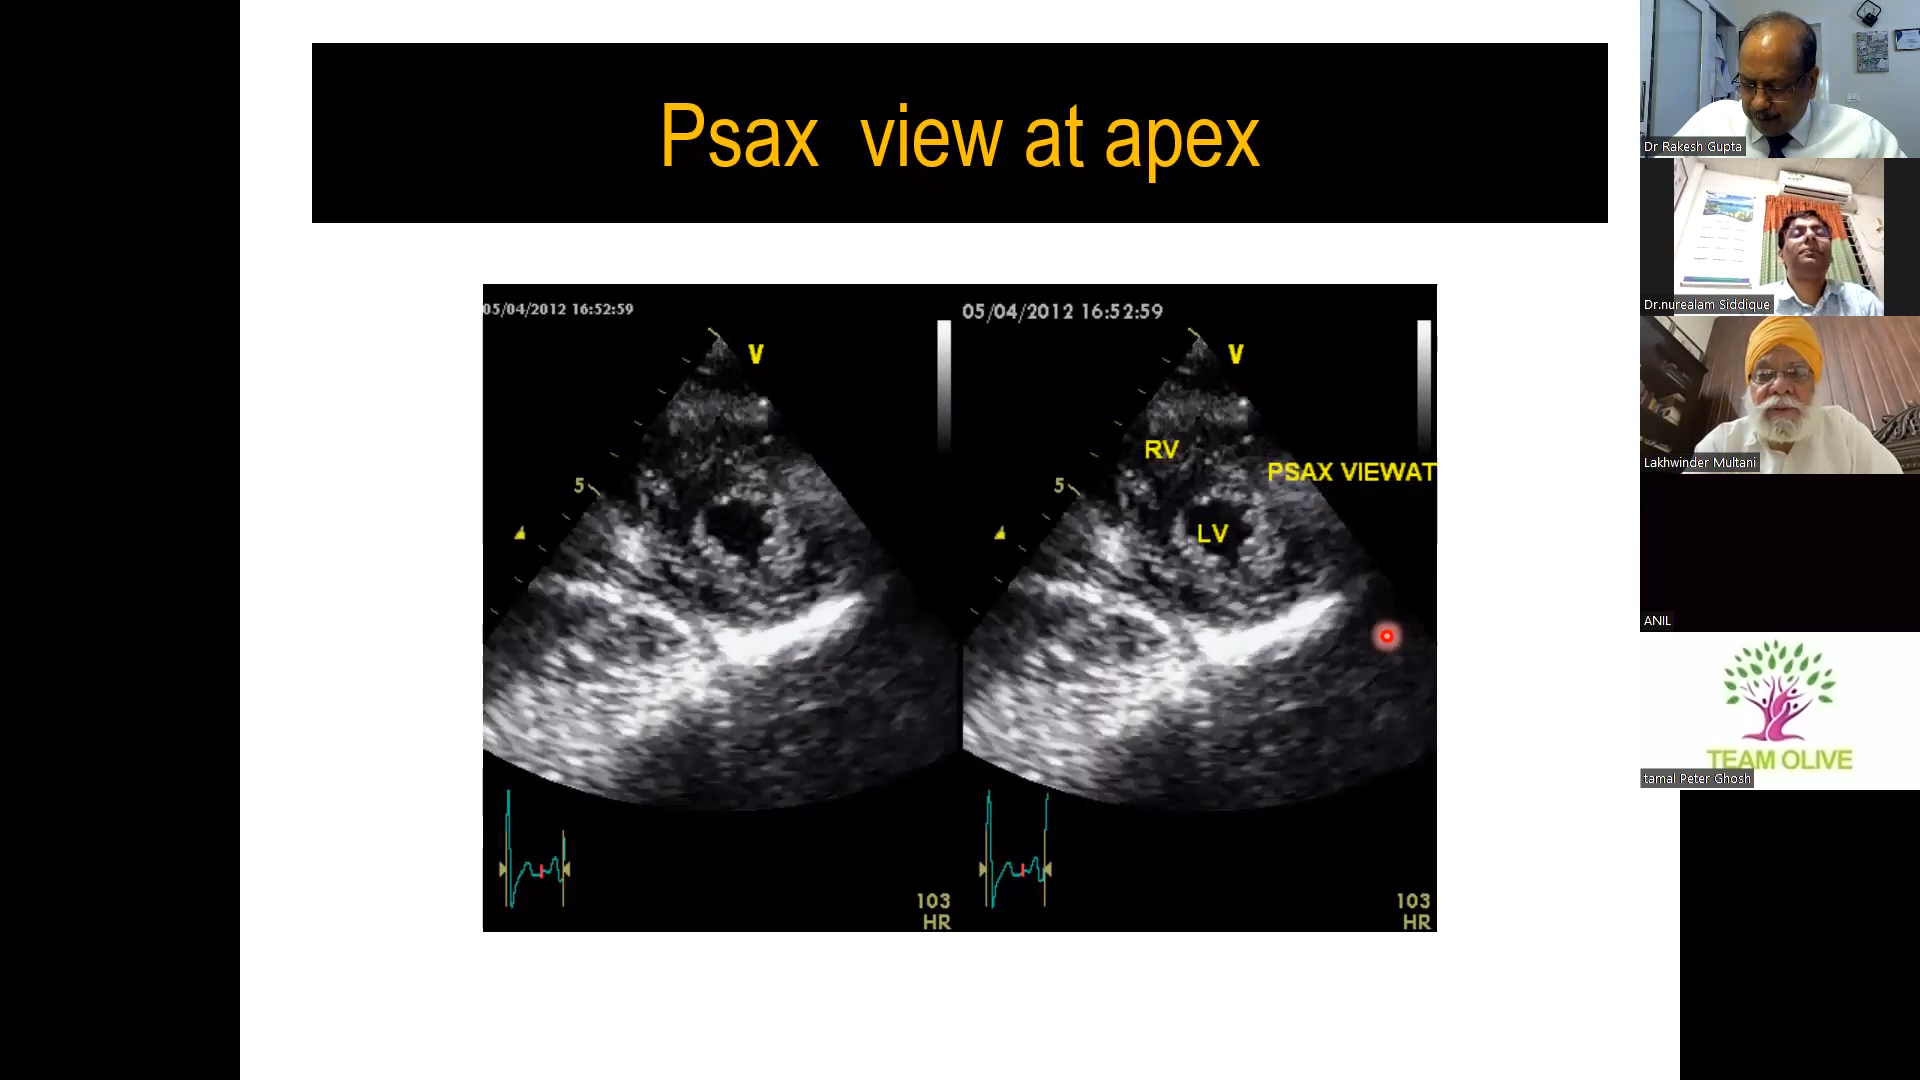 Psax view at apex
05/04/2012 16:52:59
V
5
103
HR
05/04/2012 16:52:59
V
RV
PSAX VIEWAT
5
LV
103
HR
Dr Rakesh Gupta
Dr.nurealam Siddique
Lakhwinder Multani
ANIL
TEAM OLIVE
tamal Peter Ghosh